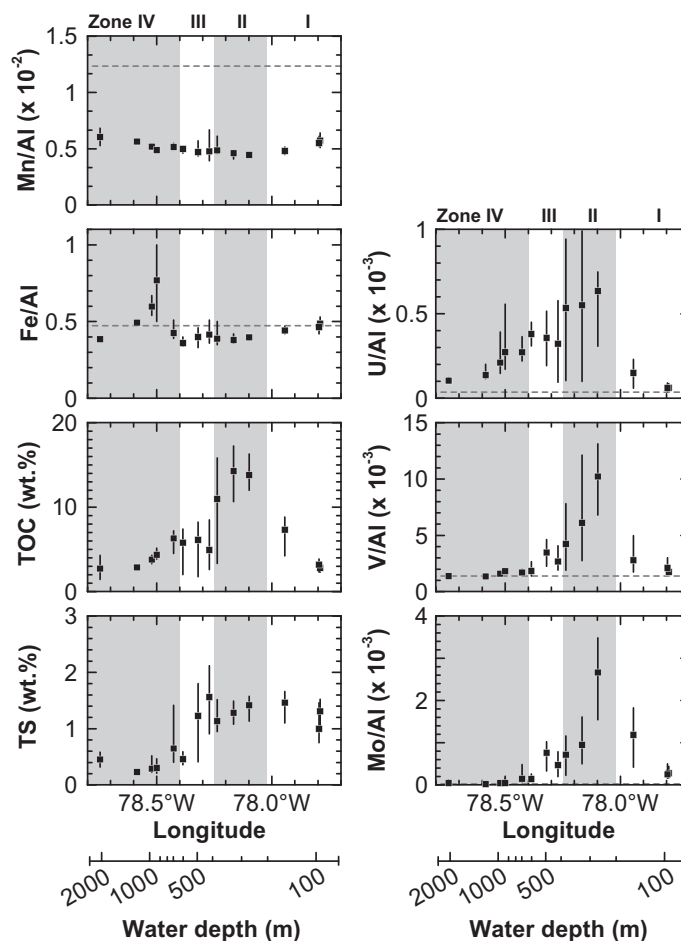 Zone IV III II I
1.5
1
0.5
0
Mn/Al (x 10⁻²)
1
0.5
0
Fe/Al
20
10
0
TOC (wt.%)
3
2
1
0
TS (wt.%)
78.5°W 78.0°W
Longitude
2000 1000 500 100
Water depth (m)
Zone IV III II I
1
0.5
0
U/Al (x 10⁻³)
15
10
5
0
V/Al (x 10⁻³)
4
2
0
Mo/Al (x 10⁻³)
78.5°W 78.0°W
Longitude
2000 1000 500 100
Water depth (m)